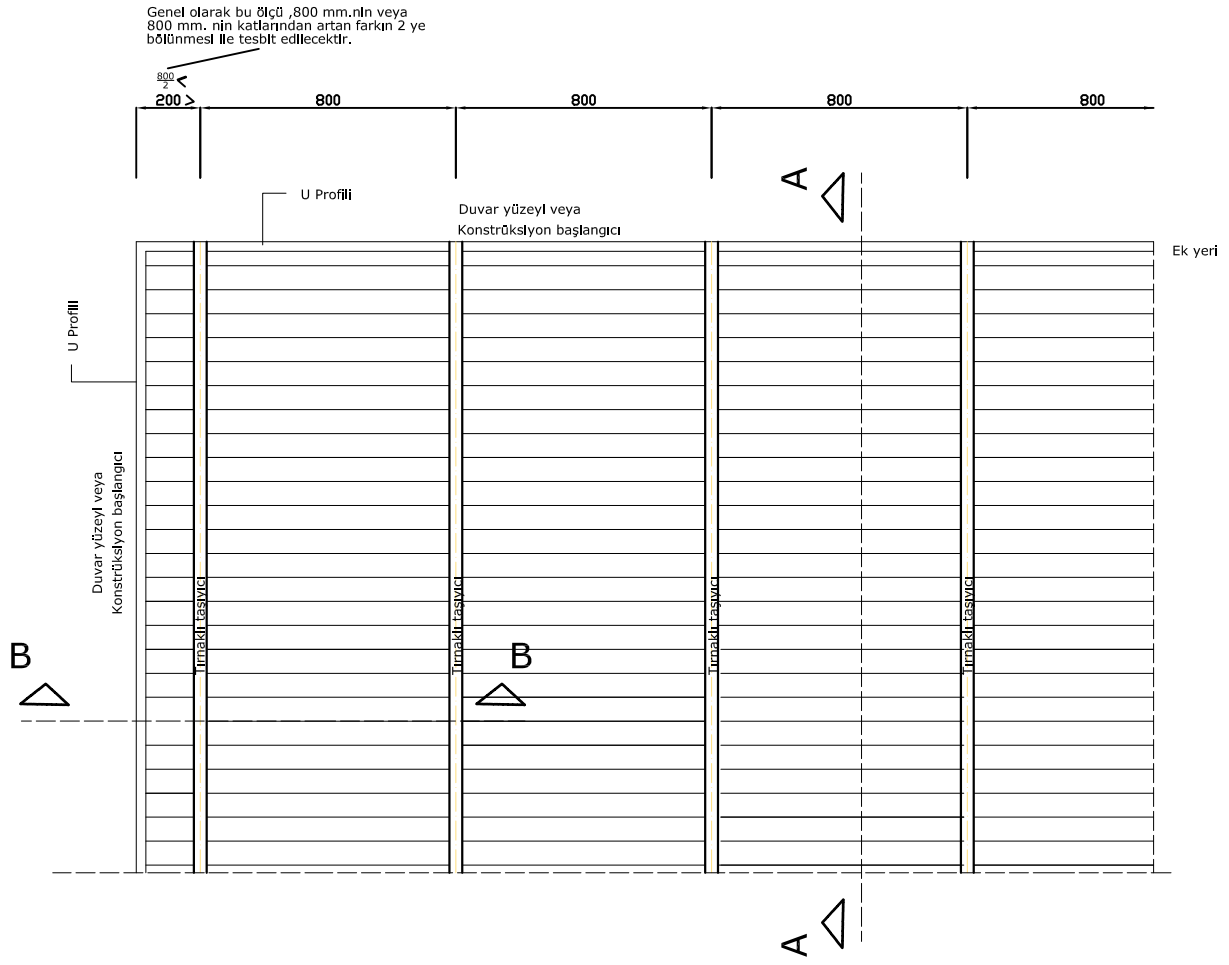 Genel olarak bu ölçü ,800 mm.nin veya
800 mm. nin katlarından artan farkın 2 ye
bölünmesi ile tesbit edilecektir.
800
2 <
200 >
800
800
800
800
A
U Profili
Duvar yüzeyi veya
Konstrüksiyon başlangıcı
Ek yeri
U Profili
Duvar yüzeyi veya
Konstrüksiyon başlangıcı
Tırnaklı taşıyıcı
Tırnaklı taşıyıcı
Tırnaklı taşıyıcı
Tırnaklı taşıyıcı
B
B
A